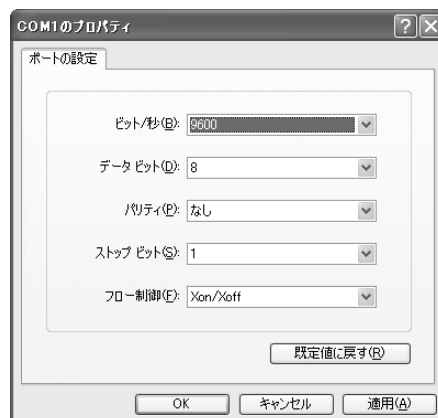 COM1のプロパティ
ポートの設定
ビット/秒(B): 9600
データ ビット(D): 8
パリティ(P): なし
ストップ ビット(S): 1
フロー制御(F): Xon/Xoff
既定値に戻す(R)
OK キャンセル 適用(A)